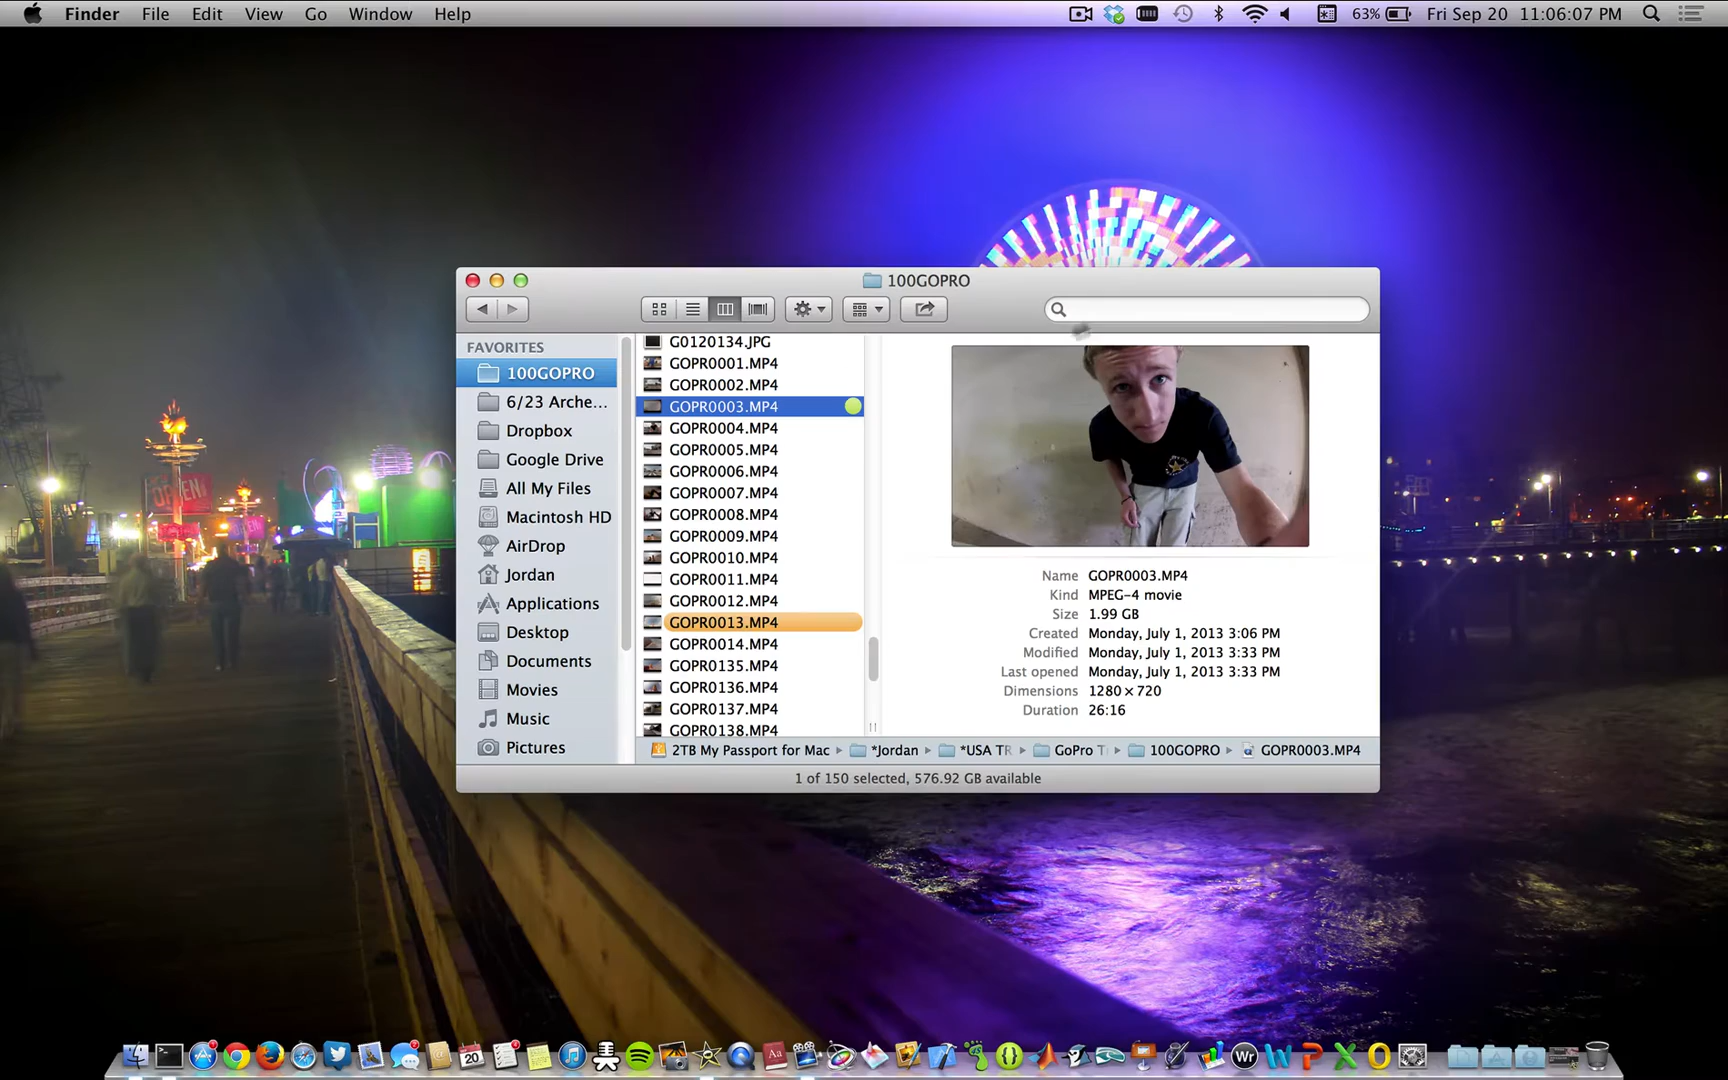 Finder File Edit View Go Window Help 63% Fri Sep 20 11:06:07 PM
100GOPRO
FAVORITES
100GOPRO
6/23 Arche...
Dropbox
Google Drive
All My Files
Macintosh HD
AirDrop
Jordan
Applications
Desktop
Documents
Movies
Music
Pictures
G0120134.JPG
GOPR0001.MP4
GOPR0002.MP4
GOPR0003.MP4
GOPR0004.MP4
GOPR0005.MP4
GOPR0006.MP4
GOPR0007.MP4
GOPR0008.MP4
GOPR0009.MP4
GOPR0010.MP4
GOPR0011.MP4
GOPR0012.MP4
GOPR0013.MP4
GOPR0014.MP4
GOPR0135.MP4
GOPR0136.MP4
GOPR0137.MP4
GOPR0138.MP4
Name GOPR0003.MP4
Kind MPEG-4 movie
Size 1.99 GB
Created Monday, July 1, 2013 3:06 PM
Modified Monday, July 1, 2013 3:33 PM
Last opened Monday, July 1, 2013 3:33 PM
Dimensions 1280 × 720
Duration 26:16
2TB My Passport for Mac *Jordan *USA TR GoPro T 100GOPRO GOPR0003.MP4
1 of 150 selected, 576.92 GB available
OPEN
20
Aa
Wr
W P X O